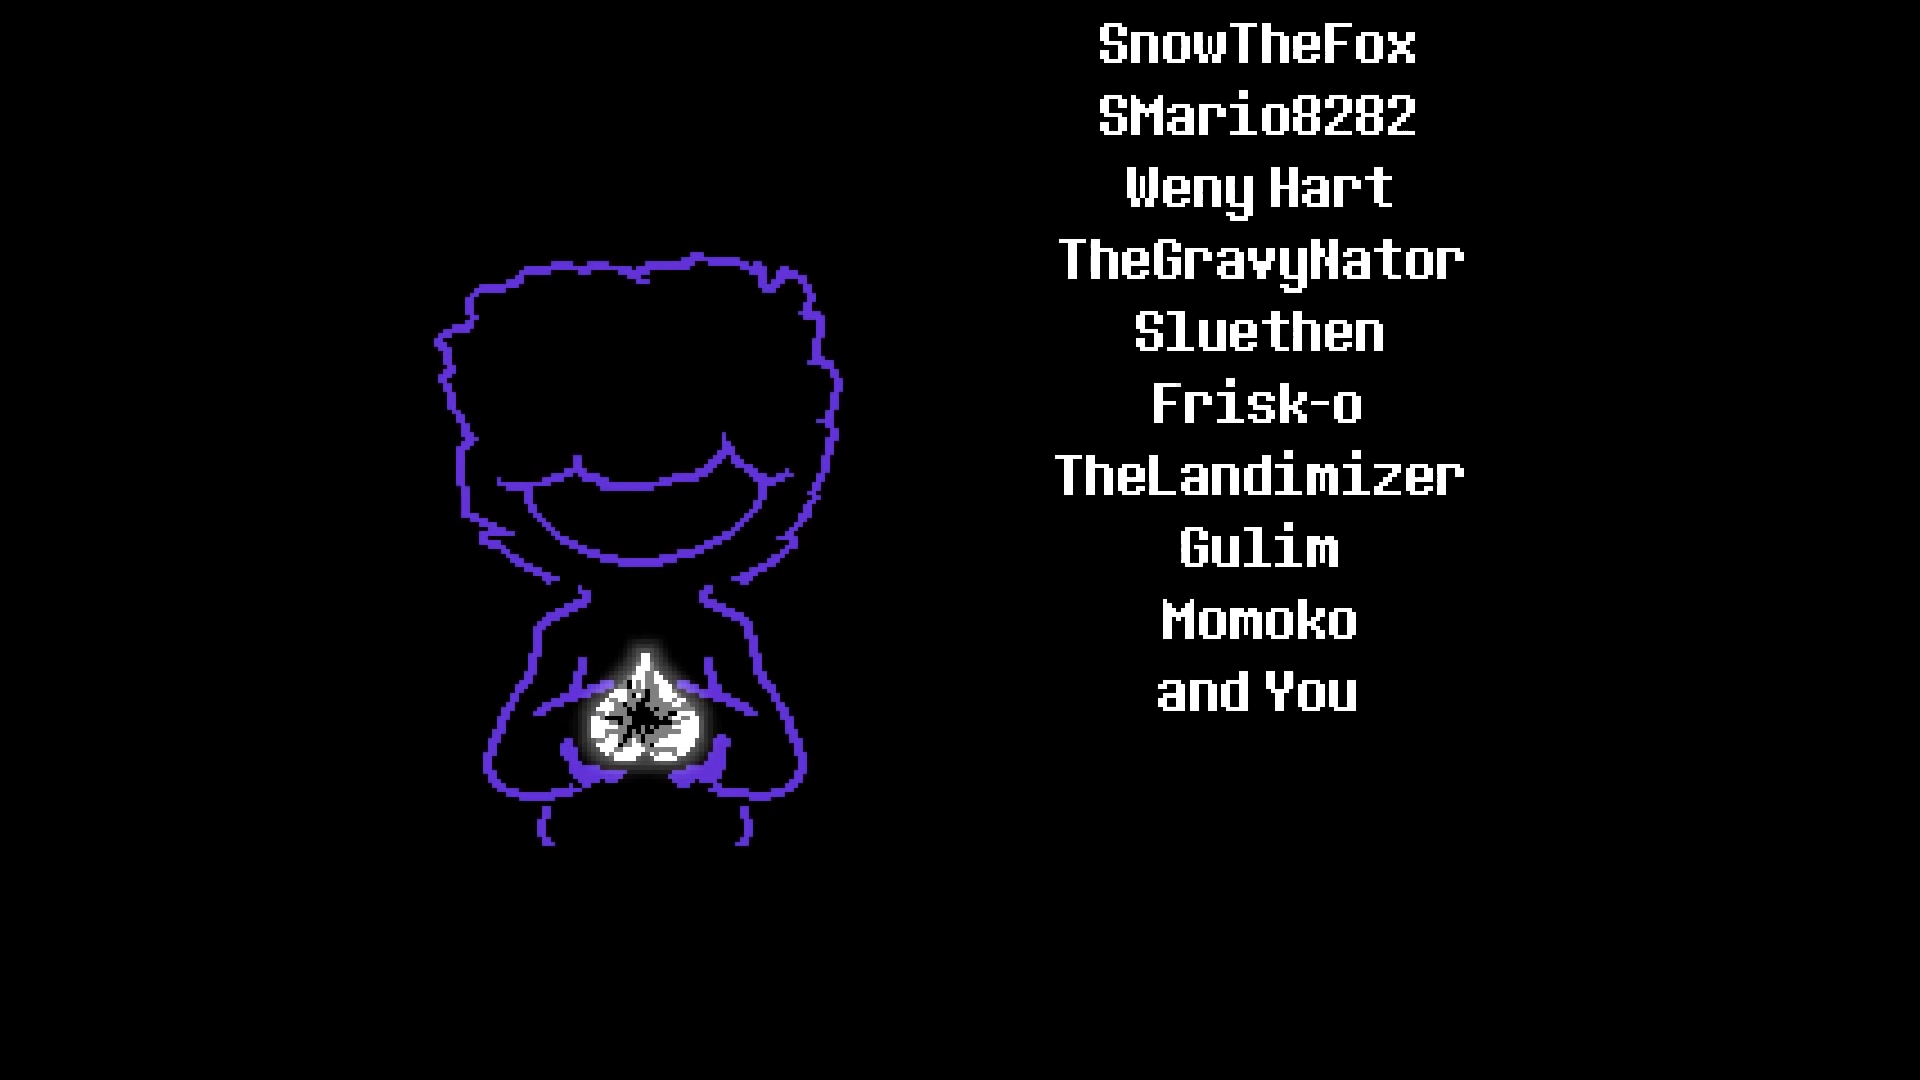 SnowTheFox
SMario8282
Weny Hart
TheGravyNator
Sluethen
Frisk-o
TheLandimizer
Gulim
Momoko
and You